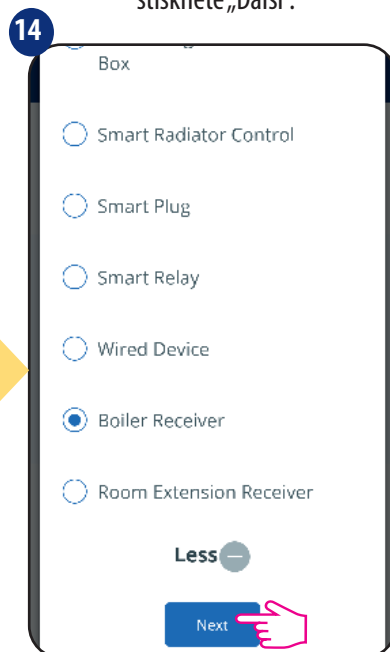 stisknete „Další“.
14
Box
Smart Radiator Control
Smart Plug
Smart Relay
Wired Device
Boiler Receiver
Room Extension Receiver
Less
Next